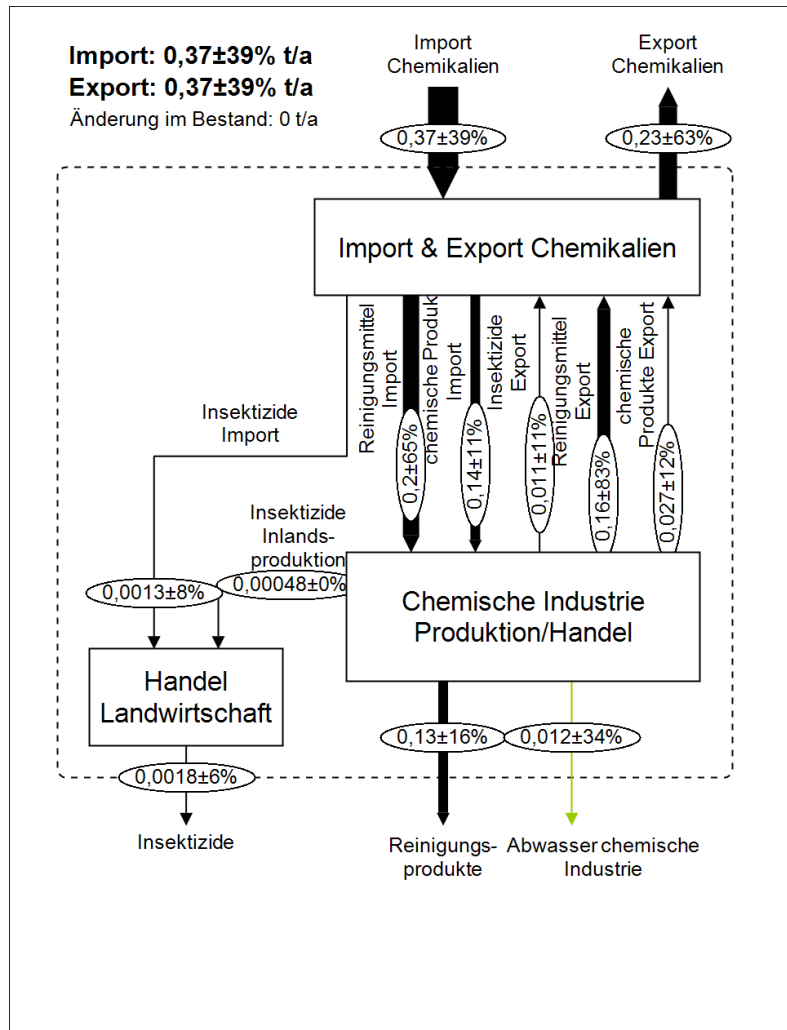 Import: 0,37±39% t/a
Export: 0,37±39% t/a
Änderung im Bestand: 0 t/a
Import
Chemikalien
Export
Chemikalien
0,37±39%
0,23±63%
Import & Export Chemikalien
Insektizide
Import
Reinigungsmittel
Import
0,2±65%
chemische Produk
Import
0,14±11%
Insektizide
Export
0,011±11%
Reinigungsmittel
Export
0,16±83%
chemische
Produkte Export
0,027±12%
Insektizide
Inlands-
produktion
0,0013±8%
0,00048±0%
Chemische Industrie
Produktion/Handel
Handel
Landwirtschaft
0,13±16%
0,012±34%
0,0018±6%
Insektizide
Reinigungs-
produkte
Abwasser chemische
Industrie